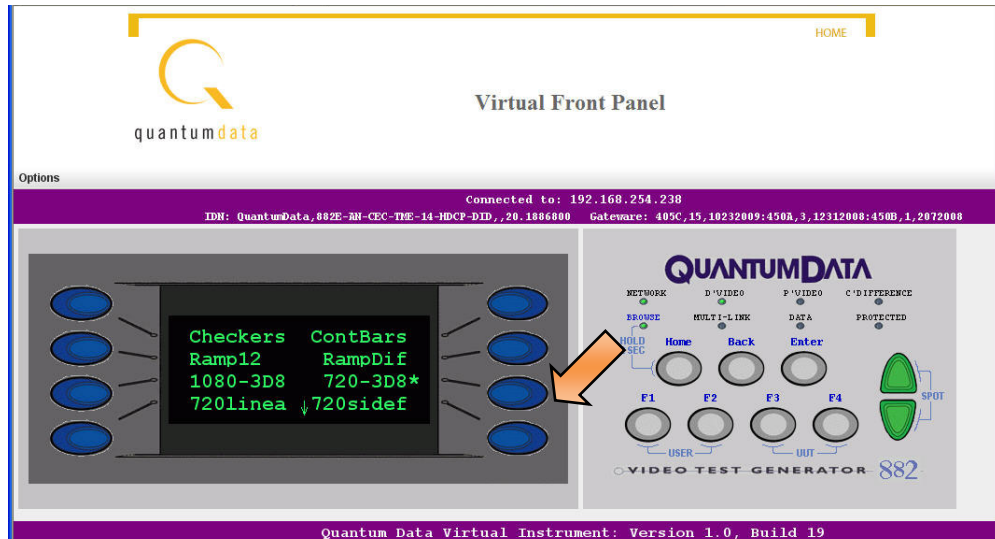 HOME
quantumdata
Virtual Front Panel
Options
Connected to: 192.168.254.238
IDN: QuantumData,882E-AN-CEC-TME-14-HDCP-DID,,20.1886800 Gateware: 405C,15,10232009:450A,3,12312008:450B,1,2072008
QUANTUMDATA
NETWORK D'VIDEO P'VIDEO C'DIFFERENCE
BROWSE MULTI-LINK DATA PROTECTED
HOLD
SEC
Home Back Enter
Checkers ContBars
Ramp12 RampDif
1080-3D8 720-3D8*
720linea ↓720sidef
F1 F2 F3 F4
SPOT
USER UUT
VIDEO TEST GENERATOR 882
Quantum Data Virtual Instrument: Version 1.0, Build 19